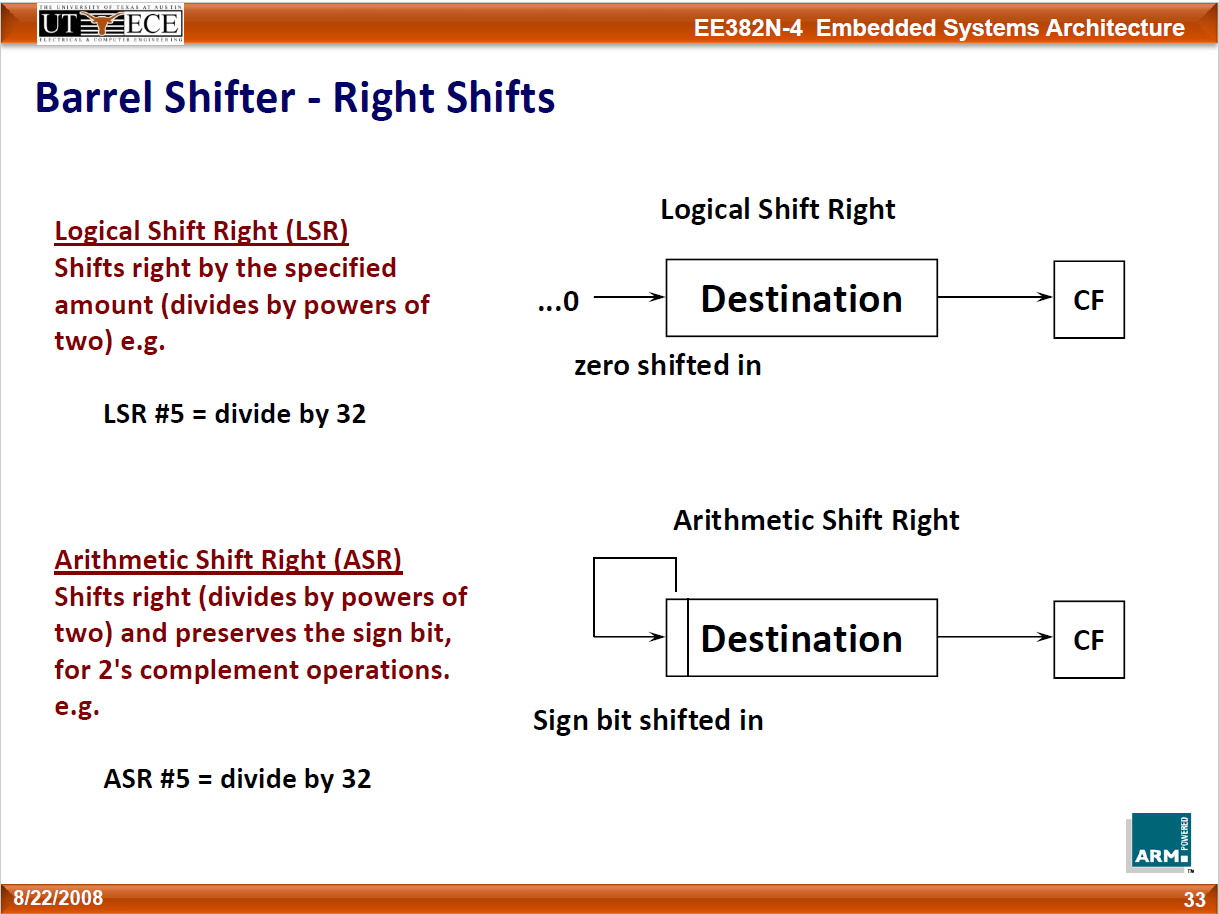 THE UNIVERSITY OF TEXAS AT AUSTIN
UT ECE
ELECTRICAL & COMPUTER ENGINEERING
EE382N-4 Embedded Systems Architecture
Barrel Shifter - Right Shifts
Logical Shift Right (LSR)
Shifts right by the specified
amount (divides by powers of
two) e.g.
LSR #5 = divide by 32
Logical Shift Right
...0
Destination
CF
zero shifted in
Arithmetic Shift Right (ASR)
Shifts right (divides by powers of
two) and preserves the sign bit,
for 2's complement operations.
e.g.
ASR #5 = divide by 32
Arithmetic Shift Right
Destination
CF
Sign bit shifted in
ARM POWERED
TM
8/22/2008
33